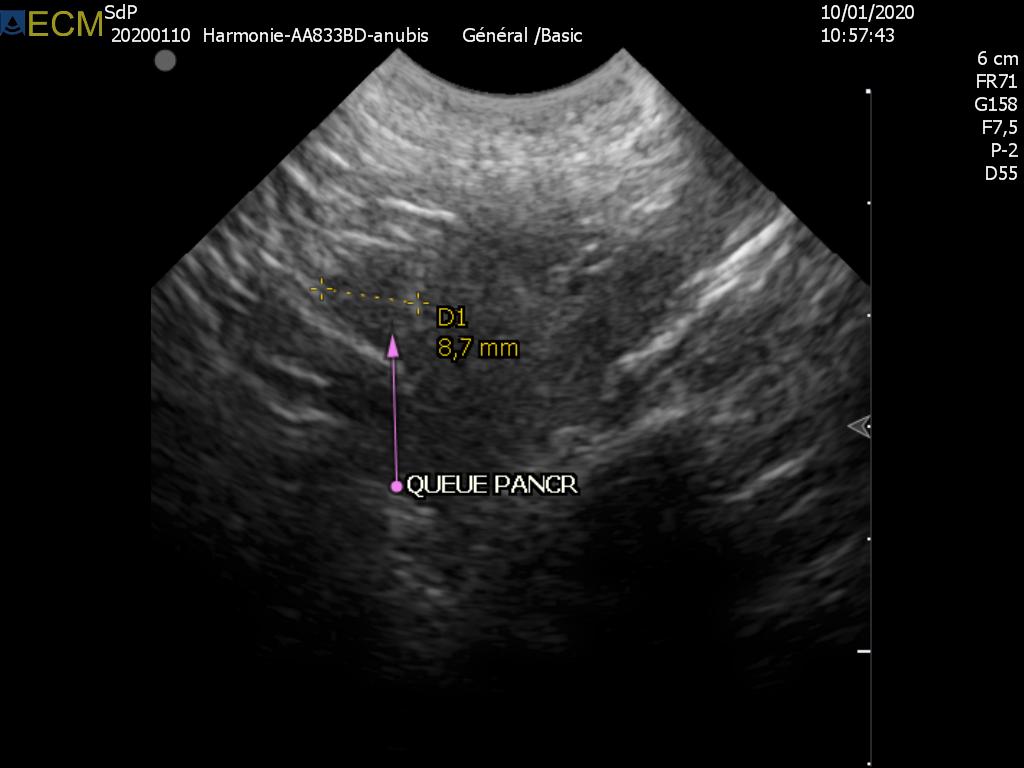 ECM SdP
20200110 Harmonie-AA833BD-anubis Général /Basic
10/01/2020
10:57:43
6 cm
FR71
G158
F7,5
P-2
D55
D1
8,7 mm
QUEUE PANCR